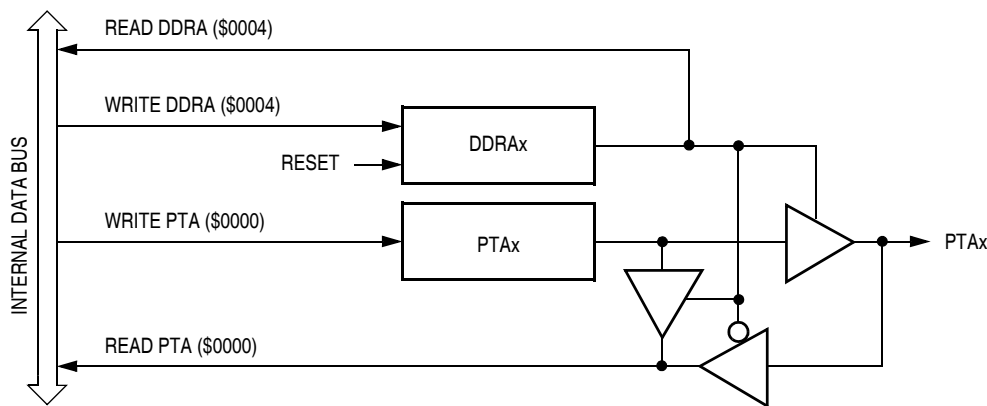 READ DDRA ($0004)
WRITE DDRA ($0004)
DDRAx
RESET
WRITE PTA ($0000)
PTAx
PTAx
READ PTA ($0000)
INTERNAL DATA BUS